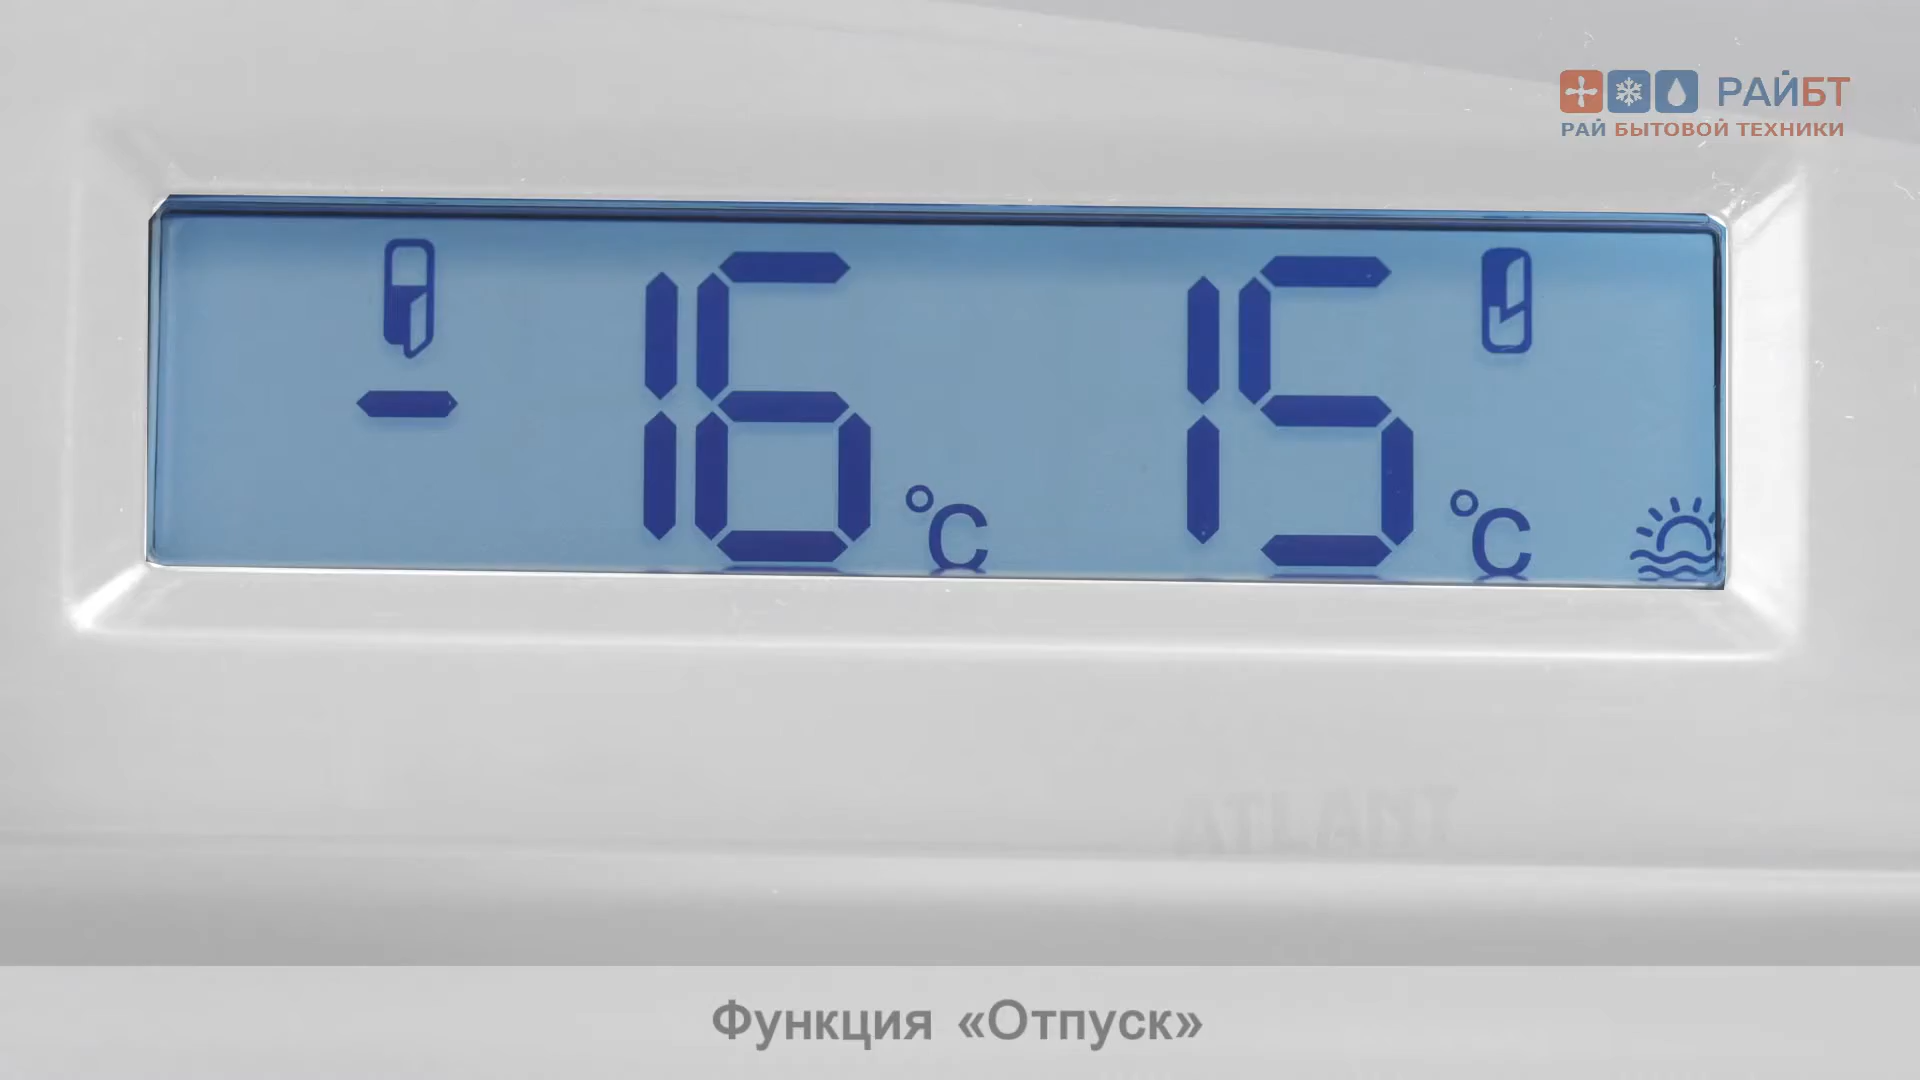 РАЙБТ
РАЙ БЫТОВОЙ ТЕХНИКИ
-16 °C 15 °C
ATLANT
Функция «Отпуск»